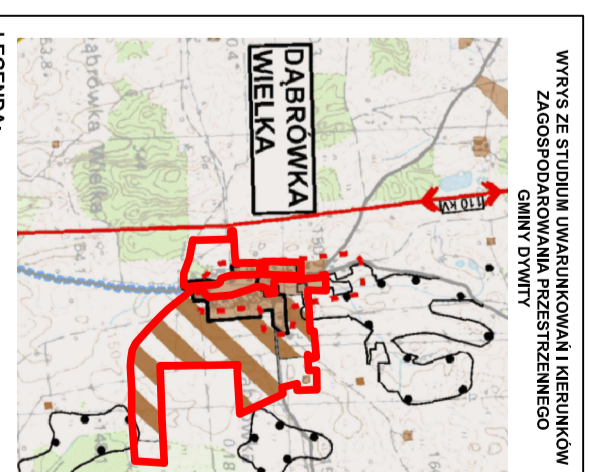 WYRYS ZE STUDIUM UWARUNKOWAŃ I KIERUNKÓW
ZAGOSPODAROWANIA PRZESTRZENNEGO
GMINY DYWITY
DĄBRÓWKA
WIELKA
110 kV
LEGENDA: